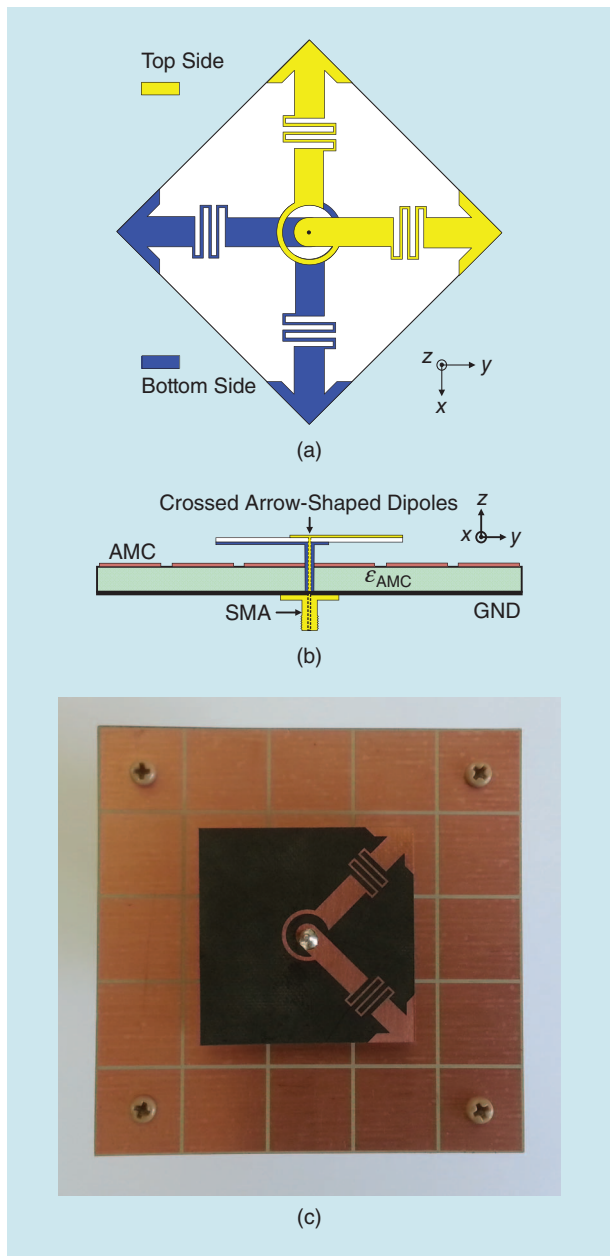 Top Side
Bottom Side
z
y
x
(a)
Crossed Arrow-Shaped Dipoles
z
x
y
AMC
εAMC
SMA
GND
(b)
(c)